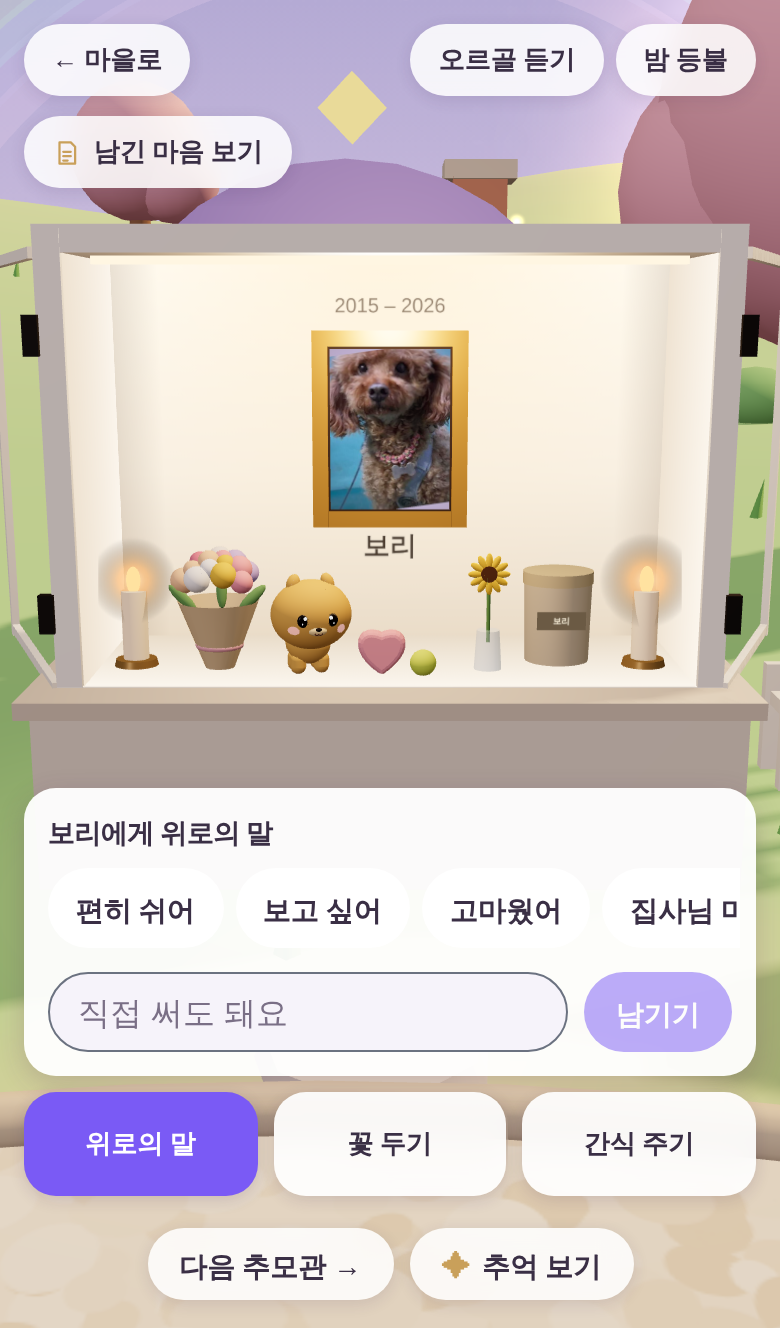 ← 마을로
오르골 듣기
밤 등불
남긴 마음 보기
2015 – 2026
보리
보리
보리에게 위로의 말
편히 쉬어
보고 싶어
고마웠어
집사님
직접 써도 돼요
남기기
위로의 말
꽃 두기
간식 주기
다음 추모관 →
추억 보기